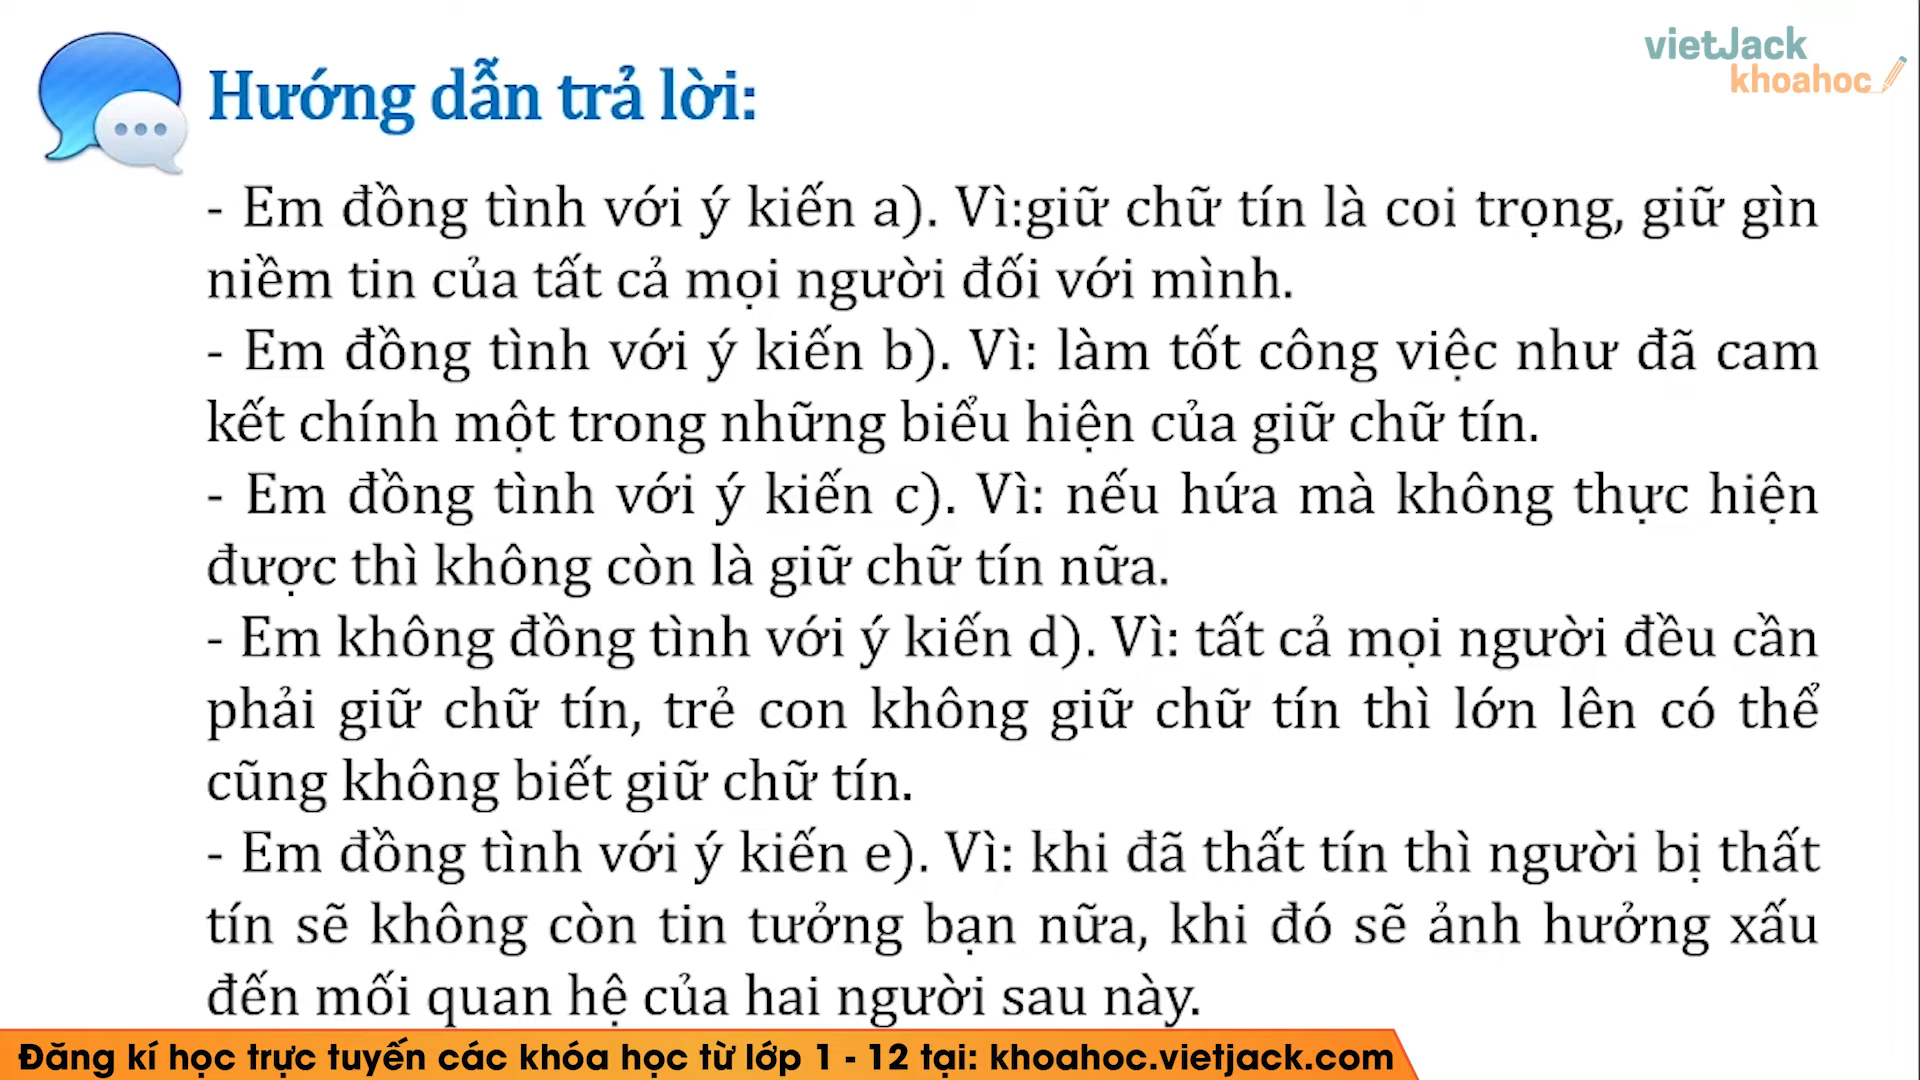 vietJack
khoahoc
Hướng dẫn trả lời:
- Em đồng tình với ý kiến a). Vì:giữ chữ tín là coi trọng, giữ gìn
niềm tin của tất cả mọi người đối với mình.
- Em đồng tình với ý kiến b). Vì: làm tốt công việc như đã cam
kết chính một trong những biểu hiện của giữ chữ tín.
- Em đồng tình với ý kiến c). Vì: nếu hứa mà không thực hiện
được thì không còn là giữ chữ tín nữa.
- Em không đồng tình với ý kiến d). Vì: tất cả mọi người đều cần
phải giữ chữ tín, trẻ con không giữ chữ tín thì lớn lên có thể
cũng không biết giữ chữ tín.
- Em đồng tình với ý kiến e). Vì: khi đã thất tín thì người bị thất
tín sẽ không còn tin tưởng bạn nữa, khi đó sẽ ảnh hưởng xấu
đến mối quan hệ của hai người sau này.
Đăng kí học trực tuyến các khóa học từ lớp 1 - 12 tại: khoahoc.vietjack.com